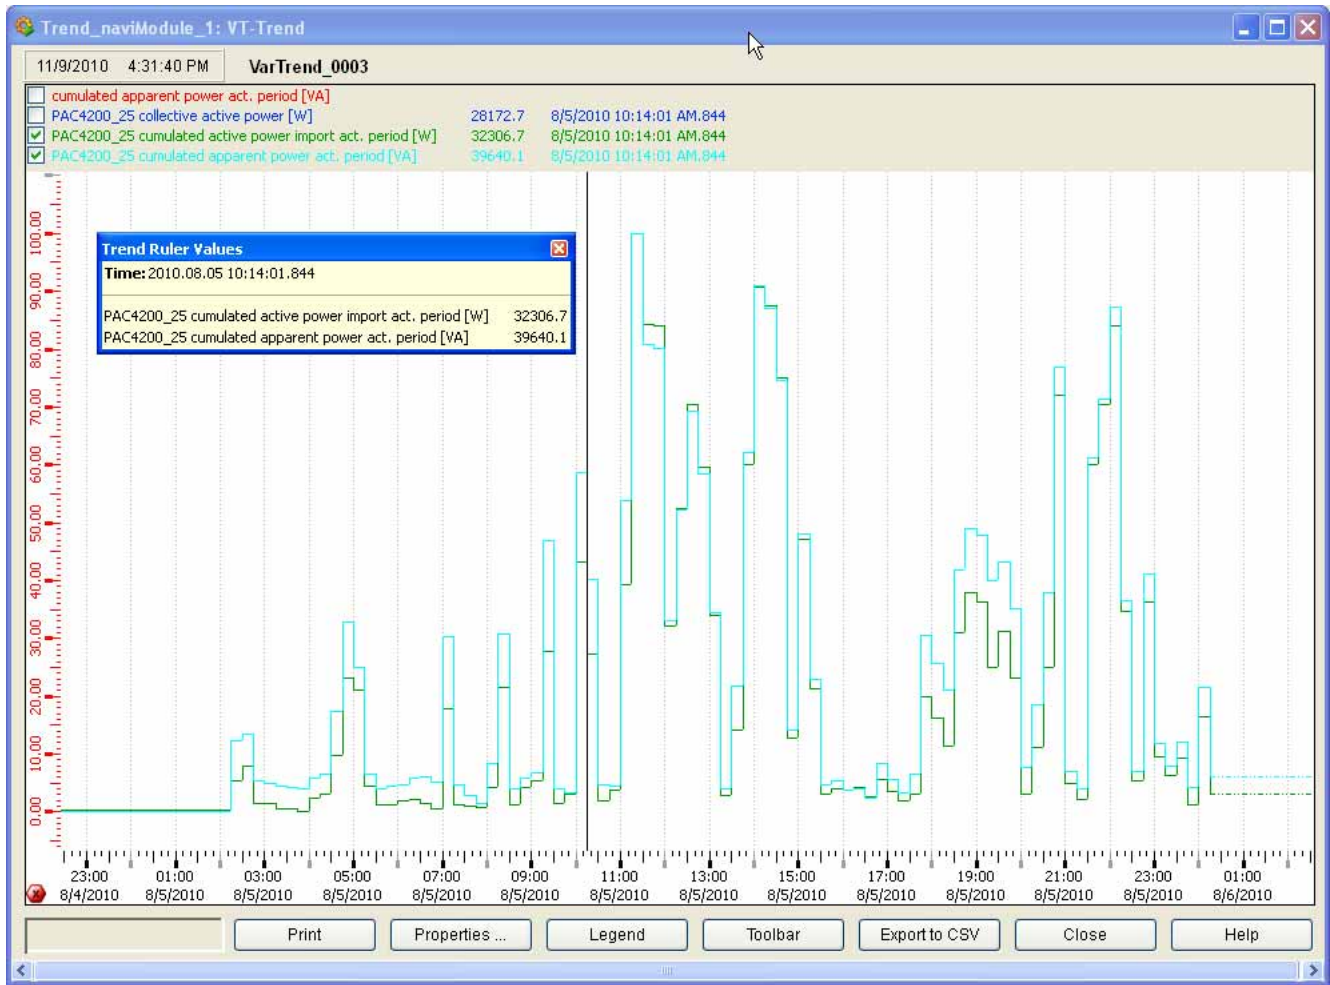 Trend_naviModule_1: VT-Trend
11/9/2010 4:31:40 PM VarTrend_0003
cumulated apparent power act. period [VA]
PAC4200_25 collective active power [W] 28172.7 8/5/2010 10:14:01 AM.844
PAC4200_25 cumulated active power import act. period [W] 32306.7 8/5/2010 10:14:01 AM.844
PAC4200_25 cumulated apparent power act. period [VA] 39640.1 8/5/2010 10:14:01 AM.844
100.00
90.00
80.00
70.00
60.00
50.00
40.00
30.00
20.00
10.00
0.00
Trend Ruler Values
Time: 2010.08.05 10:14:01.844
PAC4200_25 cumulated active power import act. period [W] 32306.7
PAC4200_25 cumulated apparent power act. period [VA] 39640.1
23:00 01:00 03:00 05:00 07:00 09:00 11:00 13:00 15:00 17:00 19:00 21:00 23:00 01:00
8/4/2010 8/5/2010 8/5/2010 8/5/2010 8/5/2010 8/5/2010 8/5/2010 8/5/2010 8/5/2010 8/5/2010 8/5/2010 8/5/2010 8/5/2010 8/6/2010
Print Properties ... Legend Toolbar Export to CSV Close Help